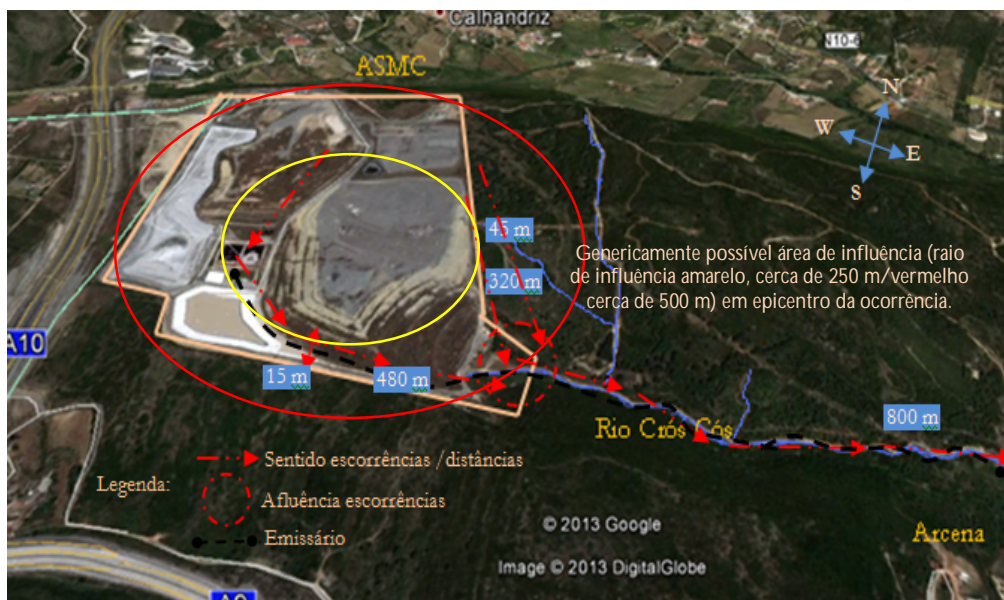 Calhandriz
N10-6
ASMC
N
W
E
S
45 m
Genericamente possível área de influência (raio
de influência amarelo, cerca de 250 m/vermelho
cerca de 500 m) em epicentro da ocorrência.
320 m
A10
15 m
480 m
800 m
Rio Crós Cós
Sentido escorrências /distâncias
Legenda:
Afluência escorrências
© 2013 Google
Arcena
Emissário
Image © 2013 DigitalGlobe
A9